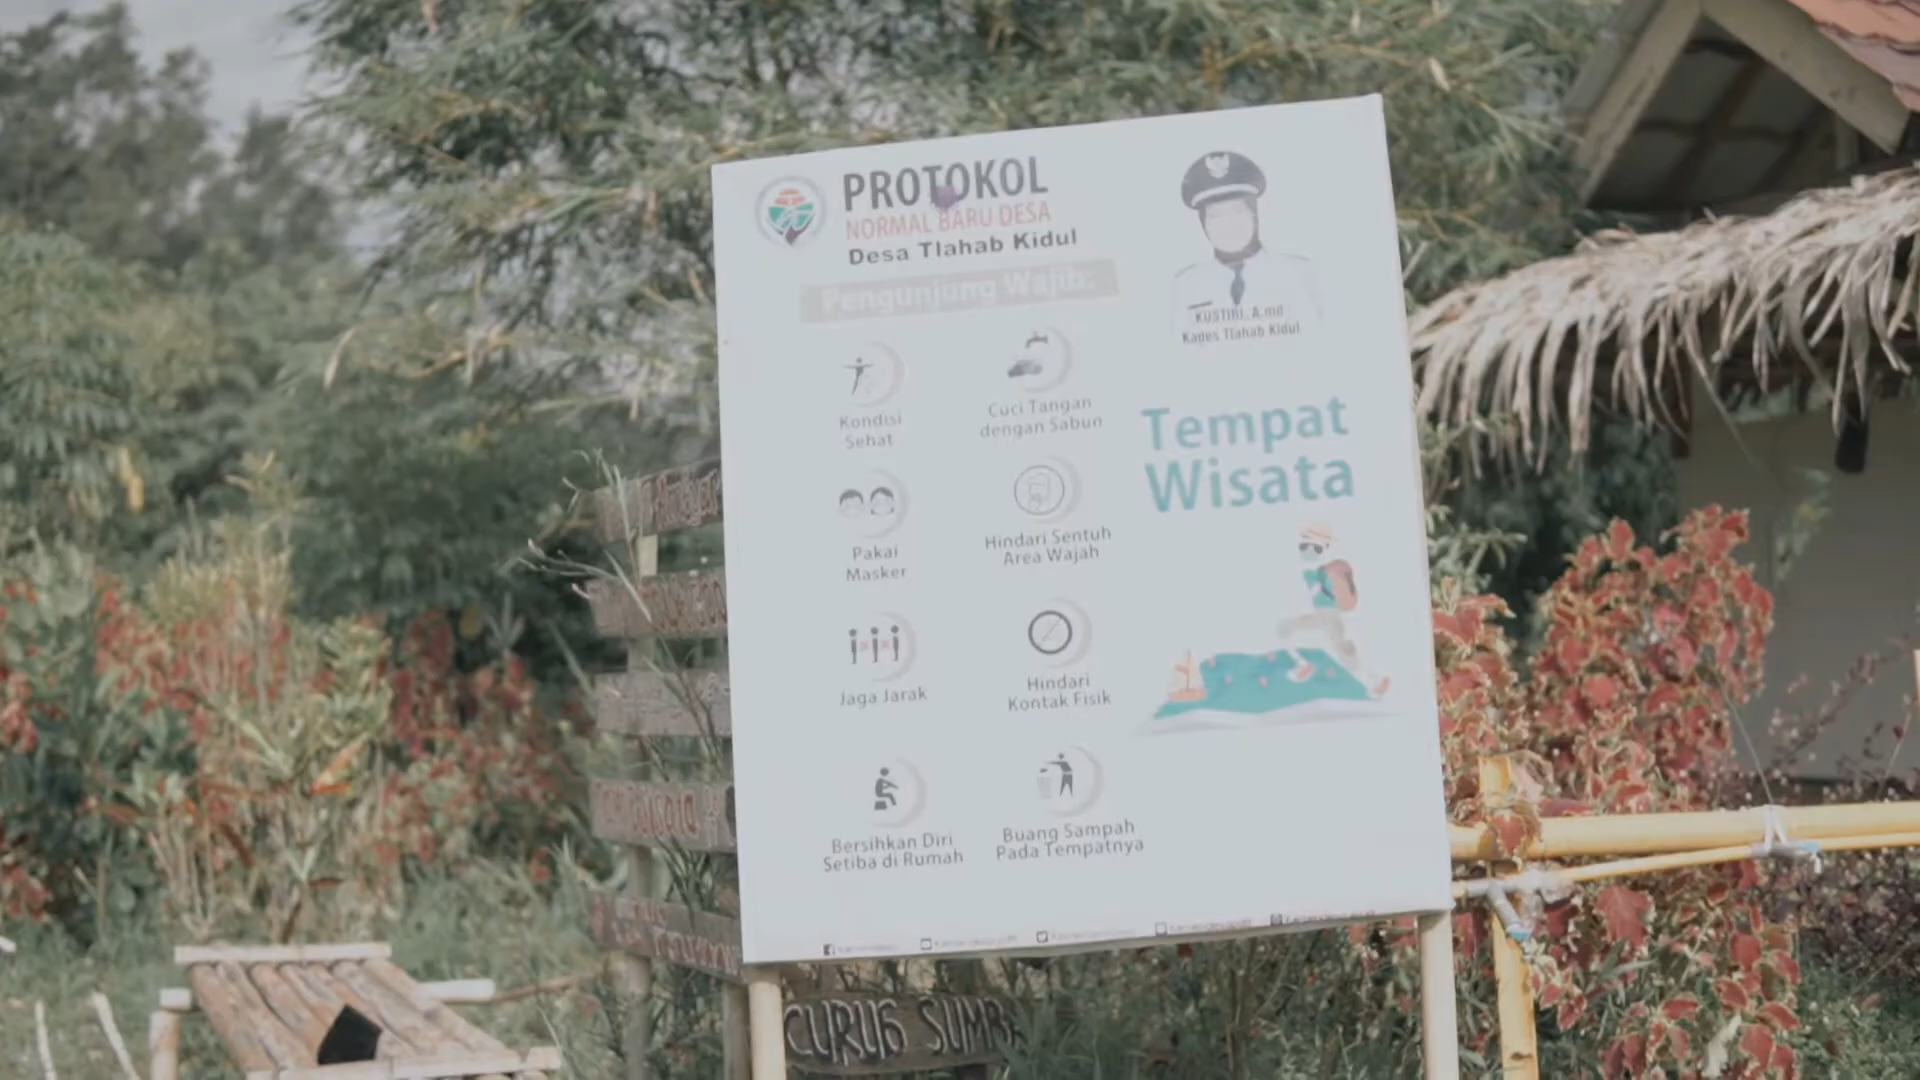 PROTOKOL
NORMAL BARU DESA
Desa Tlahab Kidul
Pengunjung Wajib:
KUSTIRI, A.md
Kades Tlahab Kidul
Kondisi
Sehat
Cuci Tangan
dengan Sabun
Pakai
Masker
Hindari Sentuh
Area Wajah
Jaga Jarak
Hindari
Kontak Fisik
Bersihkan Diri
Setiba di Rumah
Buang Sampah
Pada Tempatnya
Tempat
Wisata
CURUG